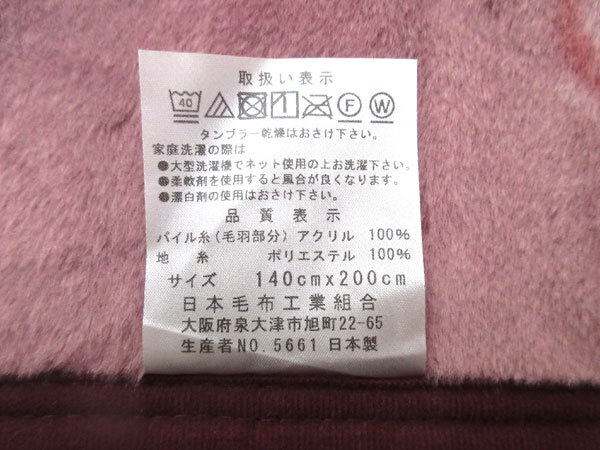 取扱い表示
40 F W
タンブラー乾燥はおさけ下さい。
家庭洗濯の際は
●大型洗濯機でネット使用の上お洗濯下さい。
●柔軟剤を使用すると風合が良くなります。
●漂白剤の使用はおさけ下さい。
品質表示
パイル糸(毛羽部分) アクリル 100%
地糸 ポリエステル 100%
サイズ 140cm×200cm
日本毛布工業組合
大阪府泉大津市旭町22-65
生産者NO.5661 日本製